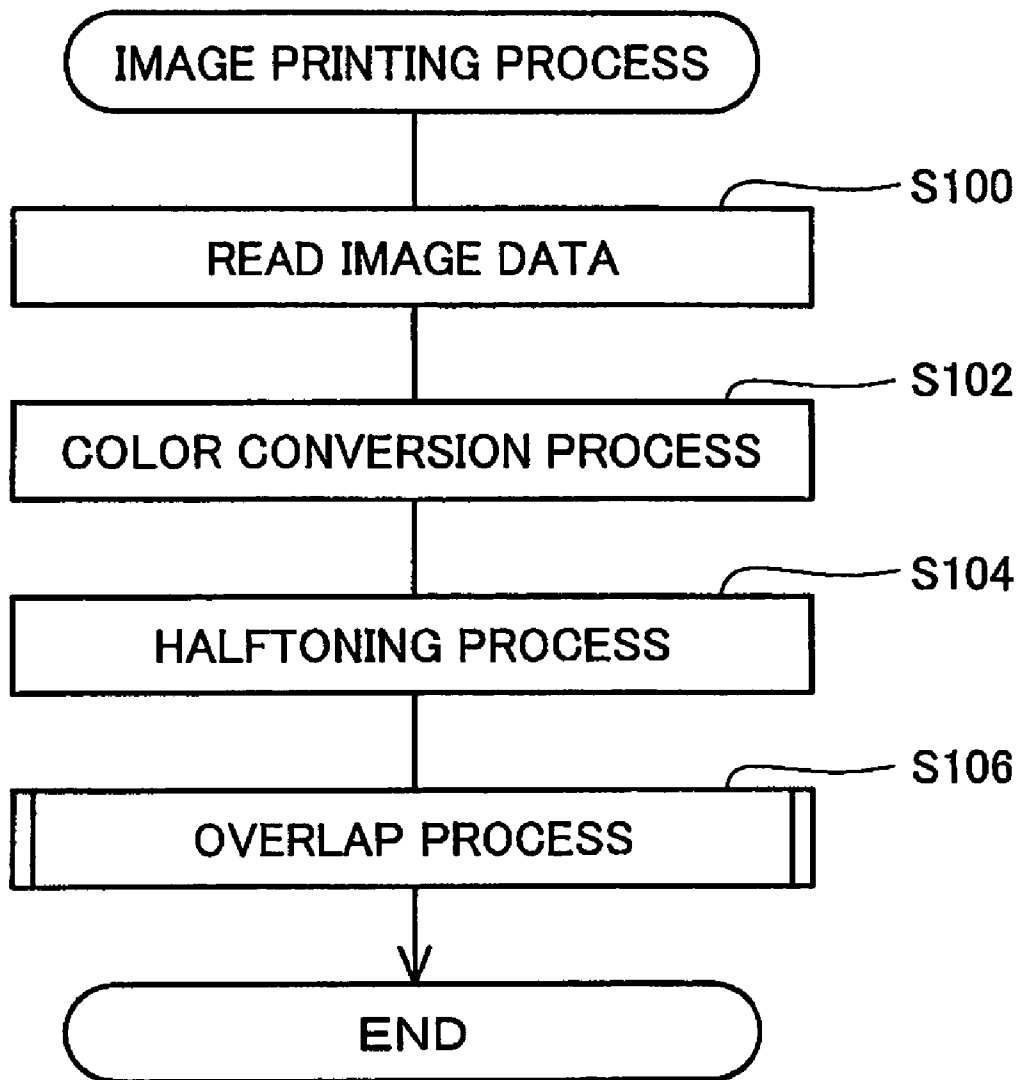 IMAGE PRINTING PROCESS
S100
READ IMAGE DATA
S102
COLOR CONVERSION PROCESS
S104
HALFTONING PROCESS
S106
OVERLAP PROCESS
END